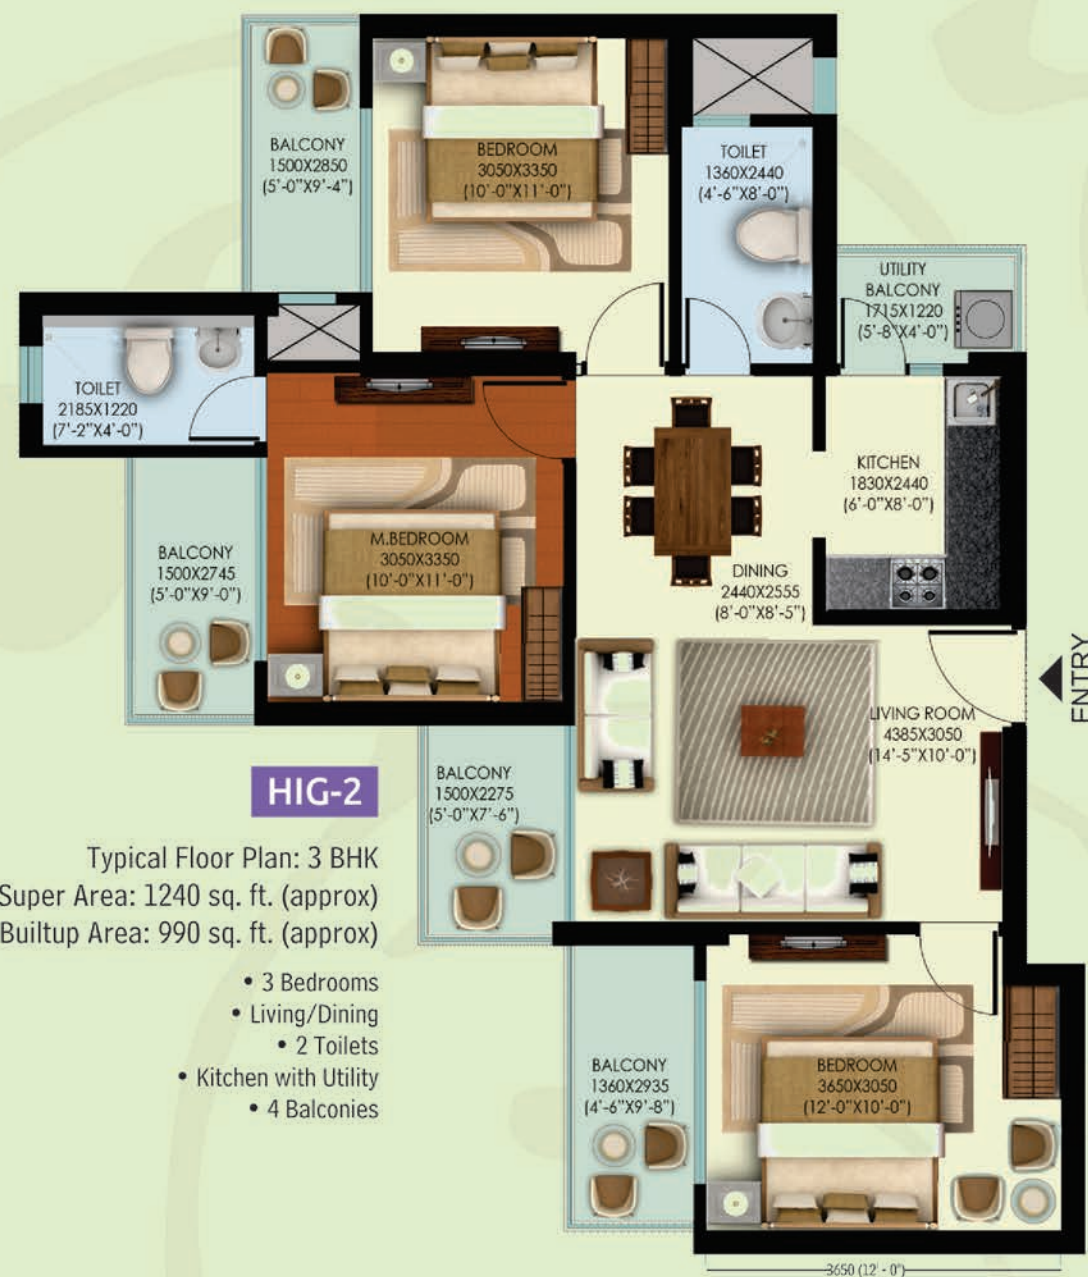 BALCONY
1500X2850
(5'-0"X9'-4")
BEDROOM
3050X3350
(10'-0"X11'-0")
TOILET
1360X2440
(4'-6"X8'-0")
UTILITY
BALCONY
1715X1220
(5'-8"X4'-0")
TOILET
2185X1220
(7'-2"X4'-0")
KITCHEN
1830X2440
(6'-0"X8'-0")
BALCONY
1500X2745
(5'-0"X9'-0")
M.BEDROOM
3050X3350
(10'-0"X11'-0")
DINING
2440X2555
(8'-0"X8'-5")
ENTRY
LIVING ROOM
4385X3050
(14'-5"X10'-0")
BALCONY
1500X2275
(5'-0"X7'-6")
HIG-2
Typical Floor Plan: 3 BHK
Super Area: 1240 sq. ft. (approx)
Builtup Area: 990 sq. ft. (approx)
• 3 Bedrooms
• Living/Dining
• 2 Toilets
• Kitchen with Utility
• 4 Balconies
BALCONY
1360X2935
(4'-6"X9'-8")
BEDROOM
3650X3050
(12'-0"X10'-0")
3650 (12' - 0")